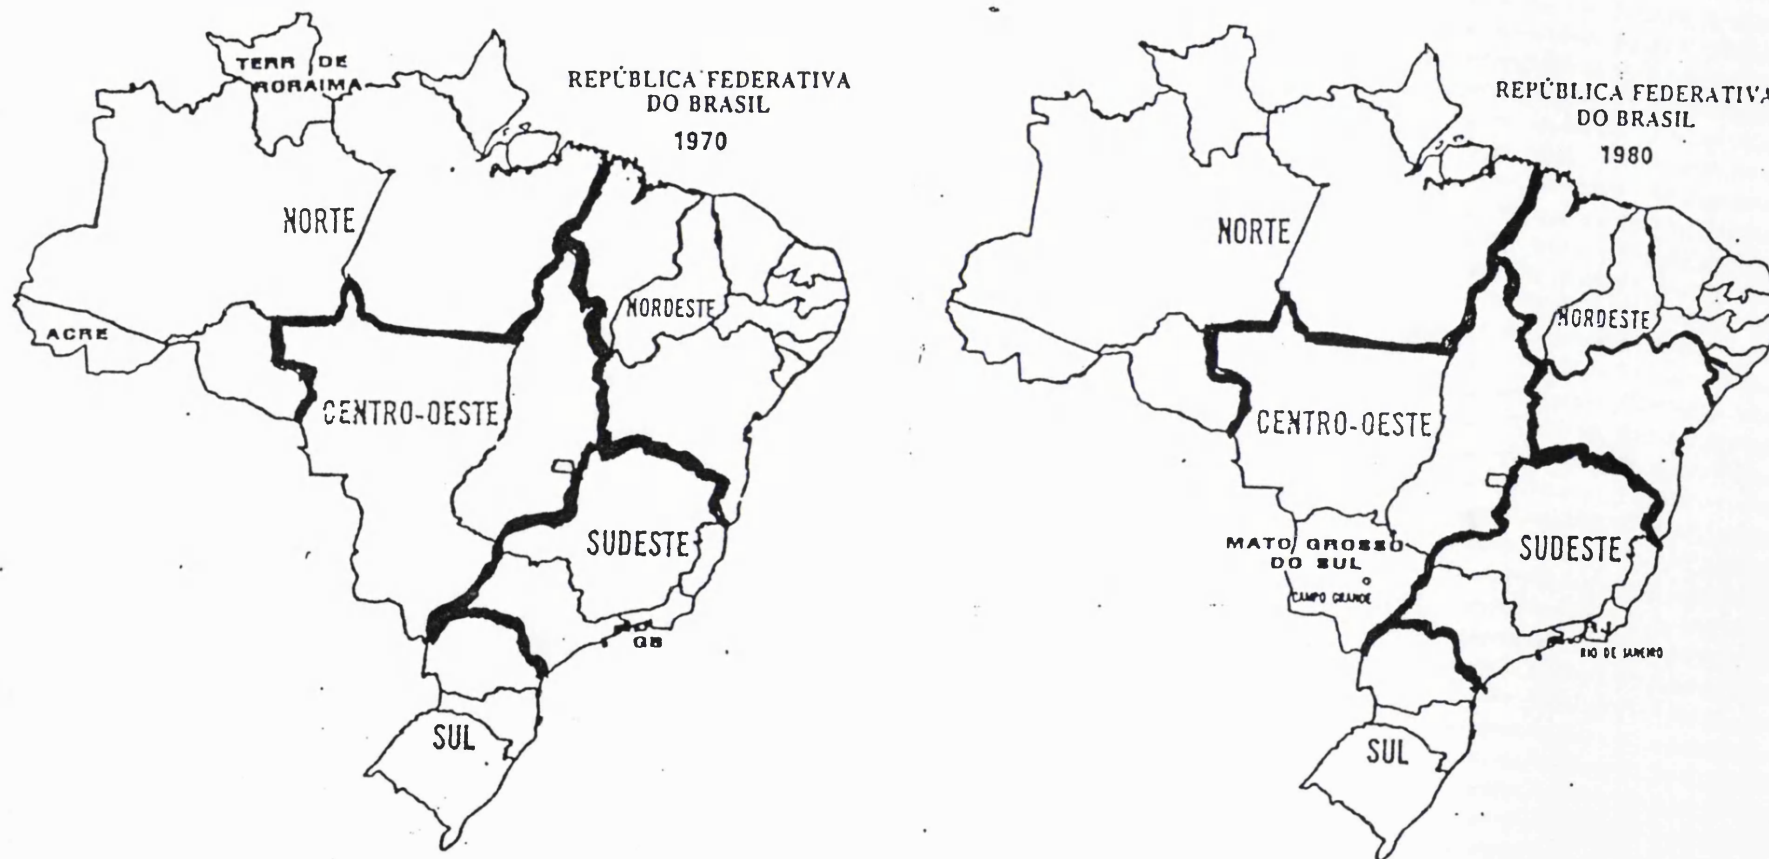 TERR DE
RORAIMA
REPÚBLICA FEDERATIVA
DO BRASIL
1970
NORTE
NORDESTE
ACRE
CENTRO-OESTE
SUDESTE
GB
SUL
REPÚBLICA FEDERATIVA
DO BRASIL
1980
NORTE
NORDESTE
CENTRO-OESTE
MATO GROSSO
DO SUL
CAMPO GRANDE
SUDESTE
RIO DE JANEIRO
SUL